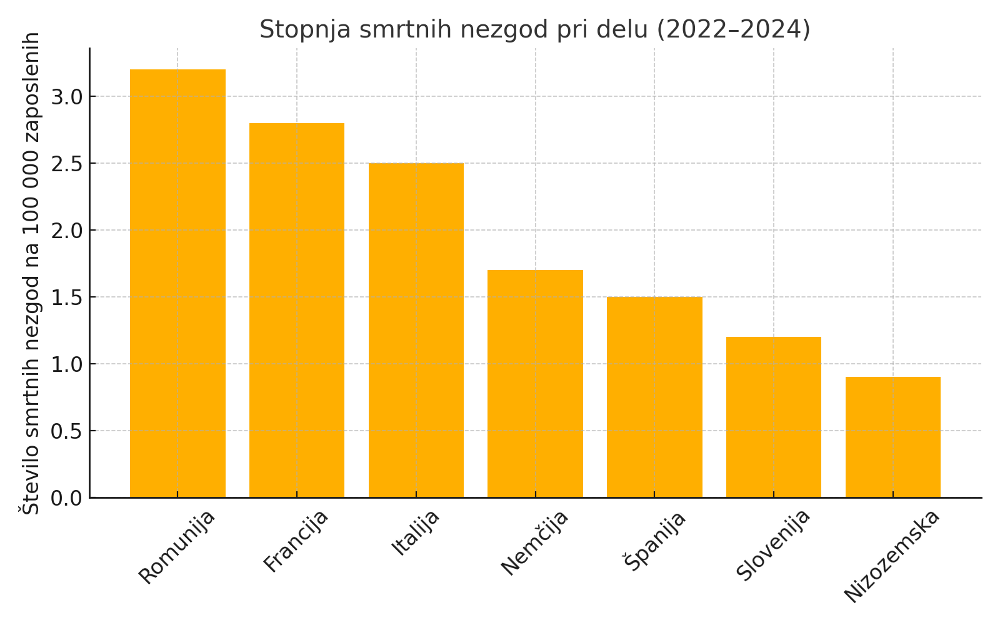 Stopnja smrtnih nezgod pri delu (2022–2024)
Število smrtnih nezgod na 100 000 zaposlenih
3.0
2.5
2.0
1.5
1.0
0.5
0.0
Romunija
Francija
Italija
Nemčija
Španija
Slovenija
Nizozemska